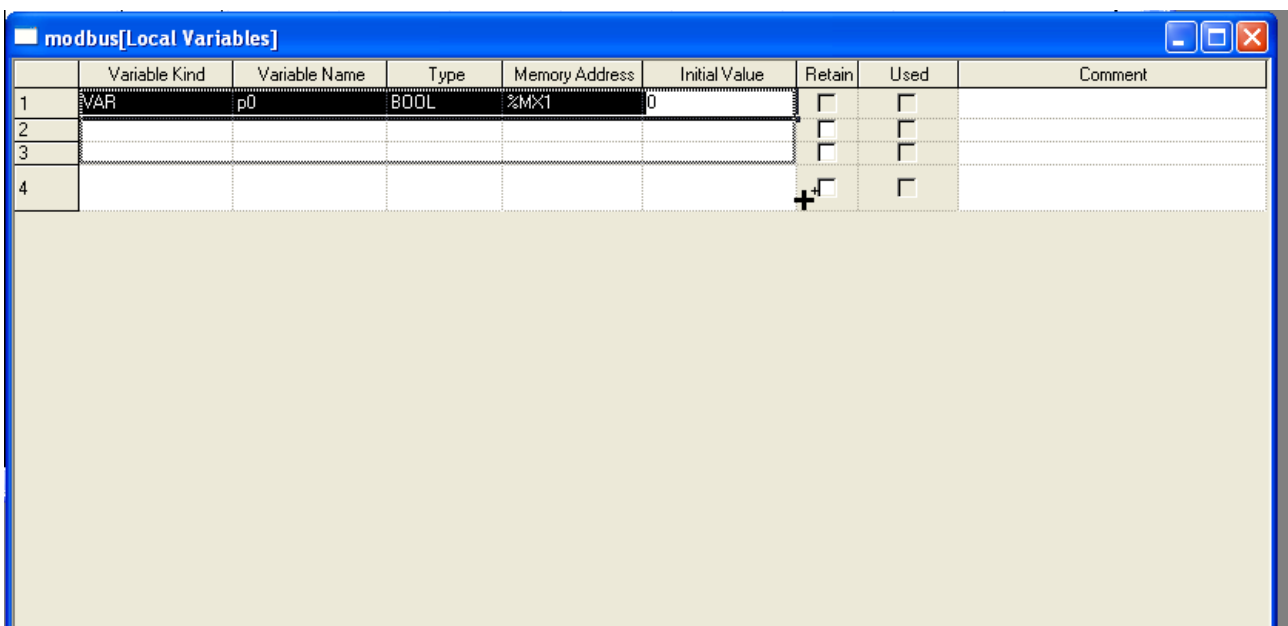 modbus[Local Variables]
Variable Kind Variable Name Type Memory Address Initial Value Retain Used Comment
1 VAR p0 BOOL %MX1 0
2
3
4